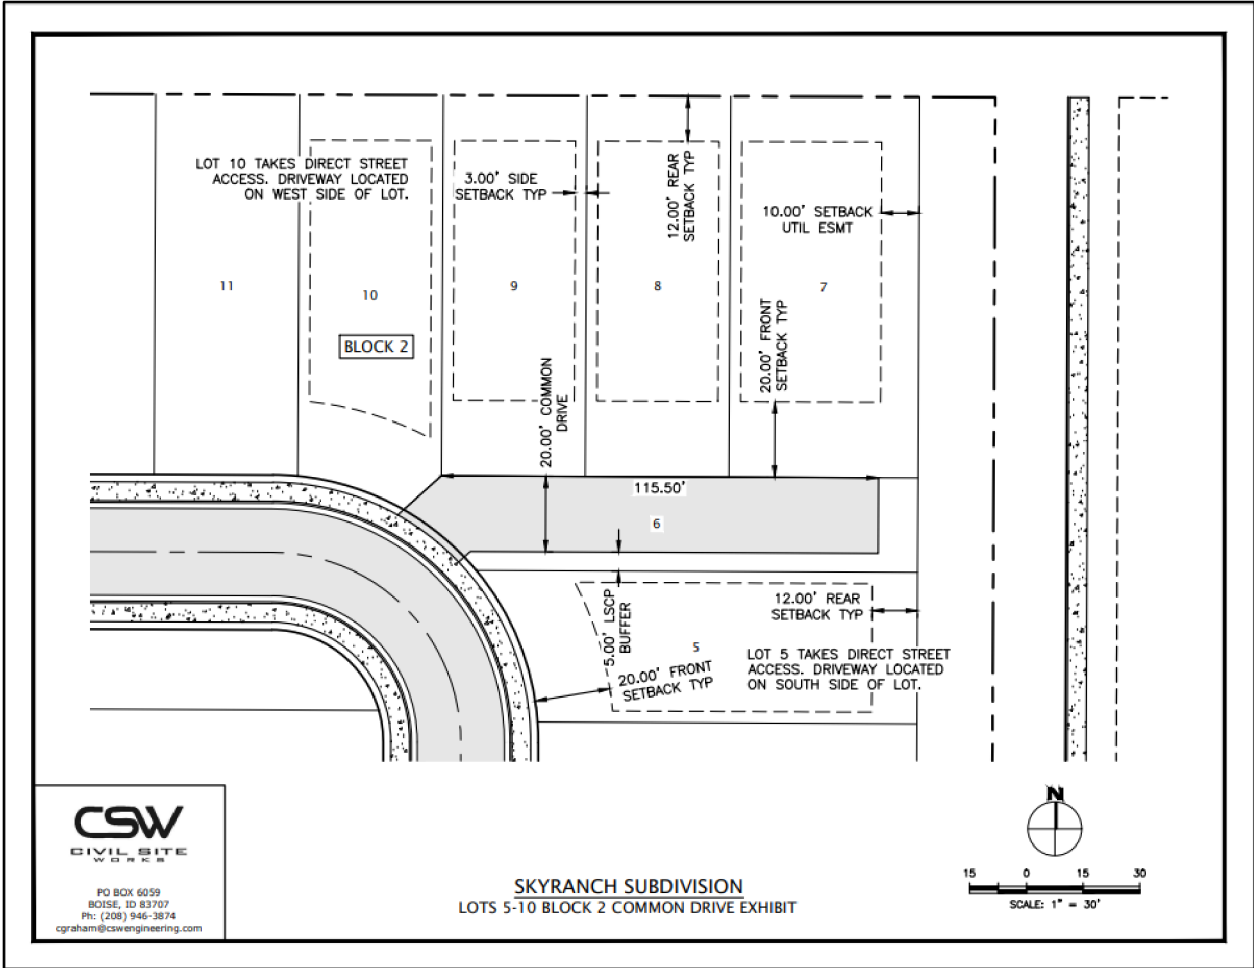 LOT 10 TAKES DIRECT STREET
ACCESS. DRIVEWAY LOCATED
ON WEST SIDE OF LOT.
3.00' SIDE
SETBACK TYP
12.00' REAR
SETBACK TYP
10.00' SETBACK
UTIL ESMT
11
10
9
8
7
BLOCK 2
20.00' FRONT
SETBACK TYP
20.00' COMMON
DRIVE
115.50'
6
5.00' LSCP
BUFFER
12.00' REAR
SETBACK TYP
5
20.00' FRONT
SETBACK TYP
LOT 5 TAKES DIRECT STREET
ACCESS. DRIVEWAY LOCATED
ON SOUTH SIDE OF LOT.
CSW
CIVIL SITE
WORKS
PO BOX 6059
BOISE, ID 83707
Ph: (208) 946-3874
cgraham@cswengineering.com
SKYRANCH SUBDIVISION
LOTS 5-10 BLOCK 2 COMMON DRIVE EXHIBIT
N
15 0 15 30
SCALE: 1" = 30'